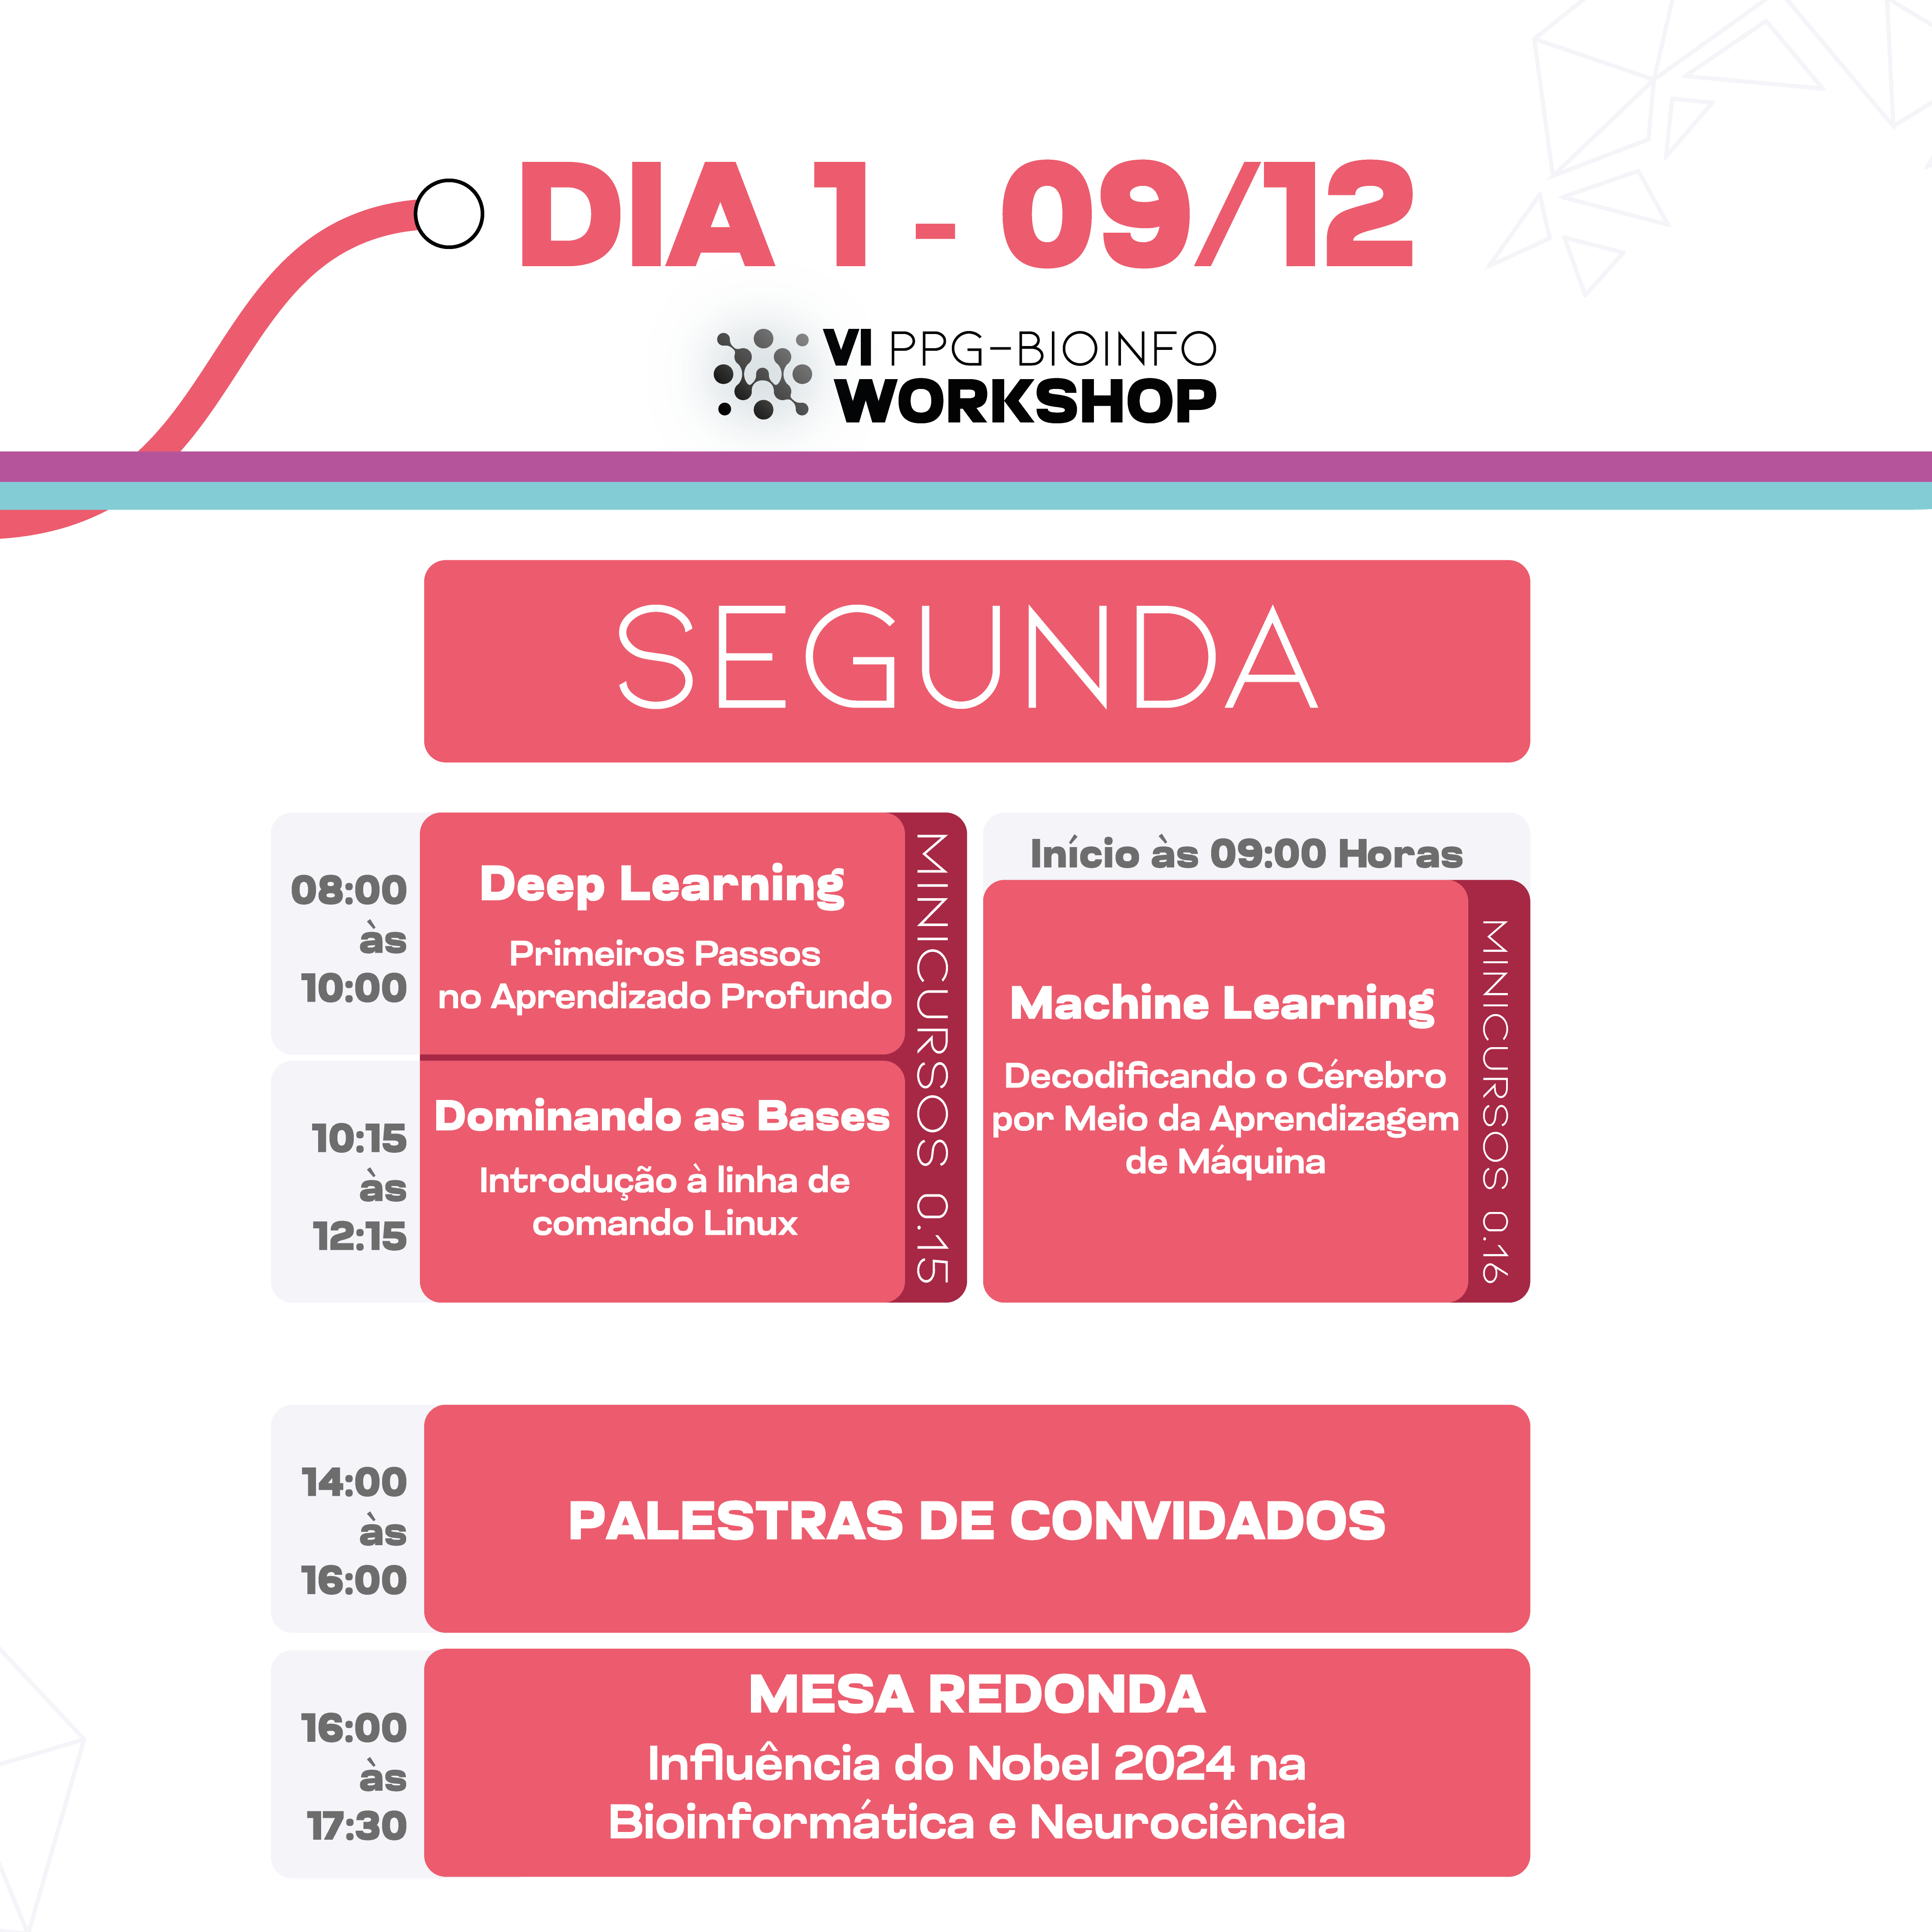 DIA 1 - 09/12
VI PPG-BIOINFO
WORKSHOP
SEGUNDA
08:00
às
10:00
Deep Learning
Primeiros Passos
no Aprendizado Profundo
10:15
às
12:15
Dominando as Bases
Introdução à linha de
comando Linux
MINICURSOS 0.15
Início às 09:00 Horas
Machine Learning
Decodificando o Cérebro
por Meio da Aprendizagem
de Máquina
MINICURSOS 0.16
14:00
às
16:00
PALESTRAS DE CONVIDADOS
16:00
às
17:30
MESA REDONDA
Influência do Nobel 2024 na
Bioinformática e Neurociência